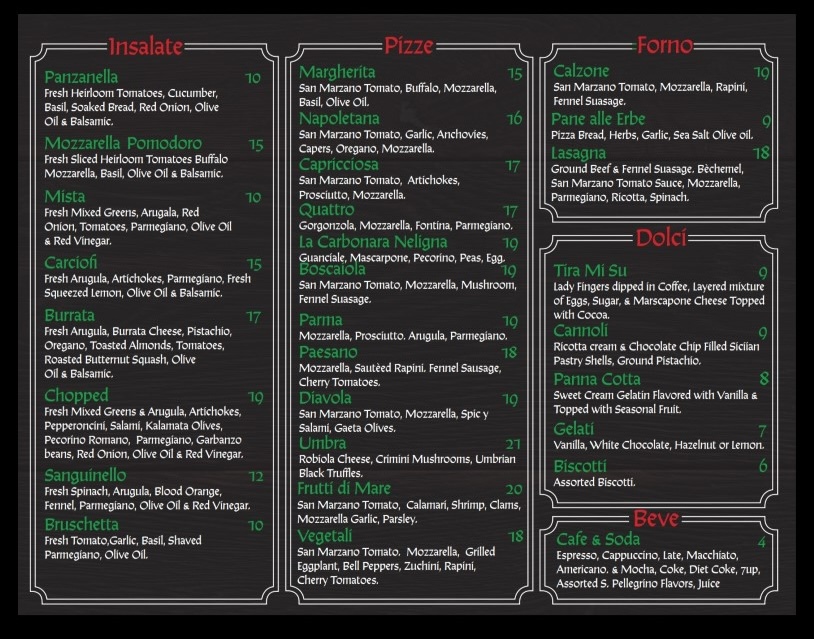 Insalate
Panzanella 10
Fresh Heirloom Tomatoes, Cucumber,
Basil, Soaked Bread, Red Onion, Olive
Oil & Balsamic.
Mozzarella Pomodoro 15
Fresh Sliced Heirloom Tomatoes Buffalo
Mozzarella, Basil, Olive Oil & Balsamic.
Mista 10
Fresh Mixed Greens, Arugala, Red
Onion, Tomatoes, Parmegiano, Olive Oil
& Red Vinegar.
Carciofi 15
Fresh Arugula, Artichokes, Parmegiano, Fresh
Squeezed Lemon, Olive Oil & Balsamic.
Burrata 17
Fresh Arugula, Burrata Cheese, Pistachio,
Oregano, Toasted Almonds, Tomatoes,
Roasted Butternut Squash, Olive
Oil & Balsamic.
Chopped 19
Fresh Mixed Greens & Arugula, Artichokes,
Pepperoncini, Salami, Kalamata Olives,
Pecorino Romano, Parmegiano, Garbanzo
beans, Red Onion, Olive Oil & Red Vinegar.
Sanguinello 12
Fresh Spinach, Arugula, Blood Orange,
Fennel, Parmegiano, Olive Oil & Red Vinegar.
Bruschetta 10
Fresh Tomato,Garlic, Basil, Shaved
Parmegiano, Olive Oil.
Pizze
Margherita 15
San Marzano Tomato, Buffalo, Mozzarella,
Basil, Olive Oil.
Napoletana 16
San Marzano Tomato, Garlic, Anchovies,
Capers, Oregano, Mozzarella.
Capricciosa 17
San Marzano Tomato, Artichokes,
Prosciutto, Mozzarella.
Quattro 17
Gorgonzola, Mozzarella, Fontina, Parmegiano.
La Carbonara Neligna 19
Guanciale, Mascarpone, Pecorino, Peas, Egg.
Boscaiola 19
San Marzano Tomato, Mozzarella, Mushroom,
Fennel Suasage.
Parma 19
Mozzarella, Prosciutto. Arugula, Parmegiano.
Paesano 18
Mozzarella, Sautèed Rapini. Fennel Sausage,
Cherry Tomatoes.
Diavola 19
San Marzano Tomato, Mozzarella, Spic y
Salami, Gaeta Olives.
Umbra 21
Robiola Cheese, Crimini Mushrooms, Umbrian
Black Truffles.
Frutti di Mare 20
San Marzano Tomato, Calamari, Shrimp, Clams,
Mozzarella Garlic, Parsley.
Vegetali 18
San Marzano Tomato. Mozzarella, Grilled
Eggplant, Bell Peppers, Zuchini, Rapini,
Cherry Tomatoes.
Forno
Calzone 19
San Marzano Tomato, Mozzarella, Rapini,
Fennel Suasage.
Pane alle Erbe 9
Pizza Bread, Herbs, Garlic, Sea Salt Olive oil.
Lasagna 18
Ground Beef & Fennel Suasage. Bèchemel,
San Marzano Tomato Sauce, Mozzarella,
Parmegiano, Ricotta, Spinach.
Dolci
Tira Mi Su 9
Lady Fingers dipped in Coffee, Layered mixture
of Eggs, Sugar, & Marscapone Cheese Topped
with Cocoa.
Cannoli 9
Ricotta cream & Chocolate Chip Filled Siciian
Pastry Shells, Ground Pistachio.
Panna Cotta 8
Sweet Cream Gelatin Flavored with Vanilla &
Topped with Seasonal Fruit.
Gelati 7
Vanilla, White Chocolate, Hazelnut or Lemon.
Biscotti 6
Assorted Biscotti.
Beve
Cafe & Soda 4
Espresso, Cappuccino, Late, Macchiato,
Americano. & Mocha, Coke, Diet Coke, 7up,
Assorted S. Pellegrino Flavors, Juice